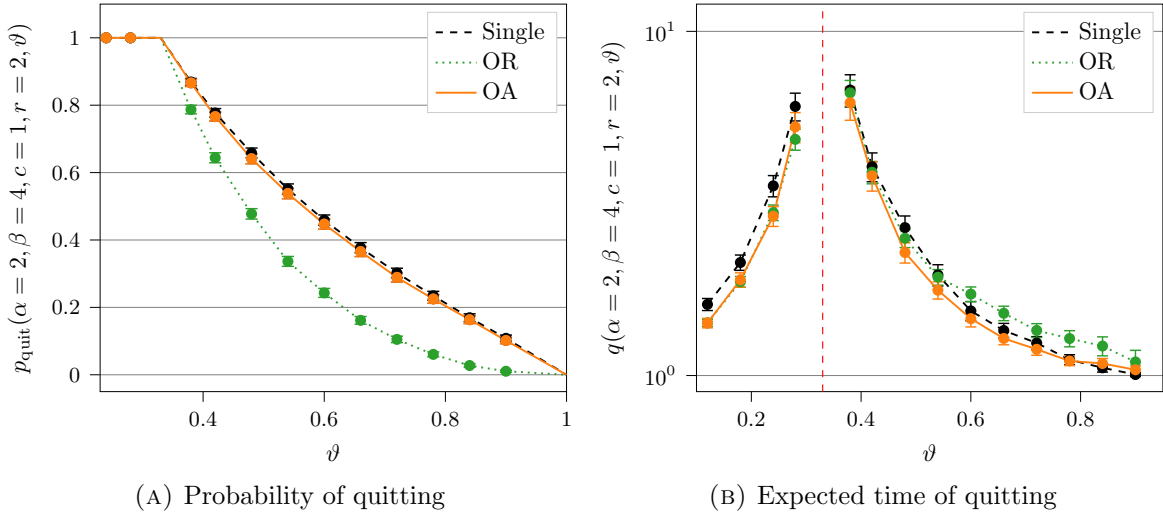 p_quit(α = 2, β = 4, c = 1, r = 2, ϑ)
1
0.8
0.6
0.4
0.2
0
0.4
0.6
0.8
1
ϑ
Single
OR
OA
(A) Probability of quitting
q(α = 2, β = 4, c = 1, r = 2, ϑ)
10^1
10^0
0.2
0.4
0.6
0.8
ϑ
Single
OR
OA
(B) Expected time of quitting